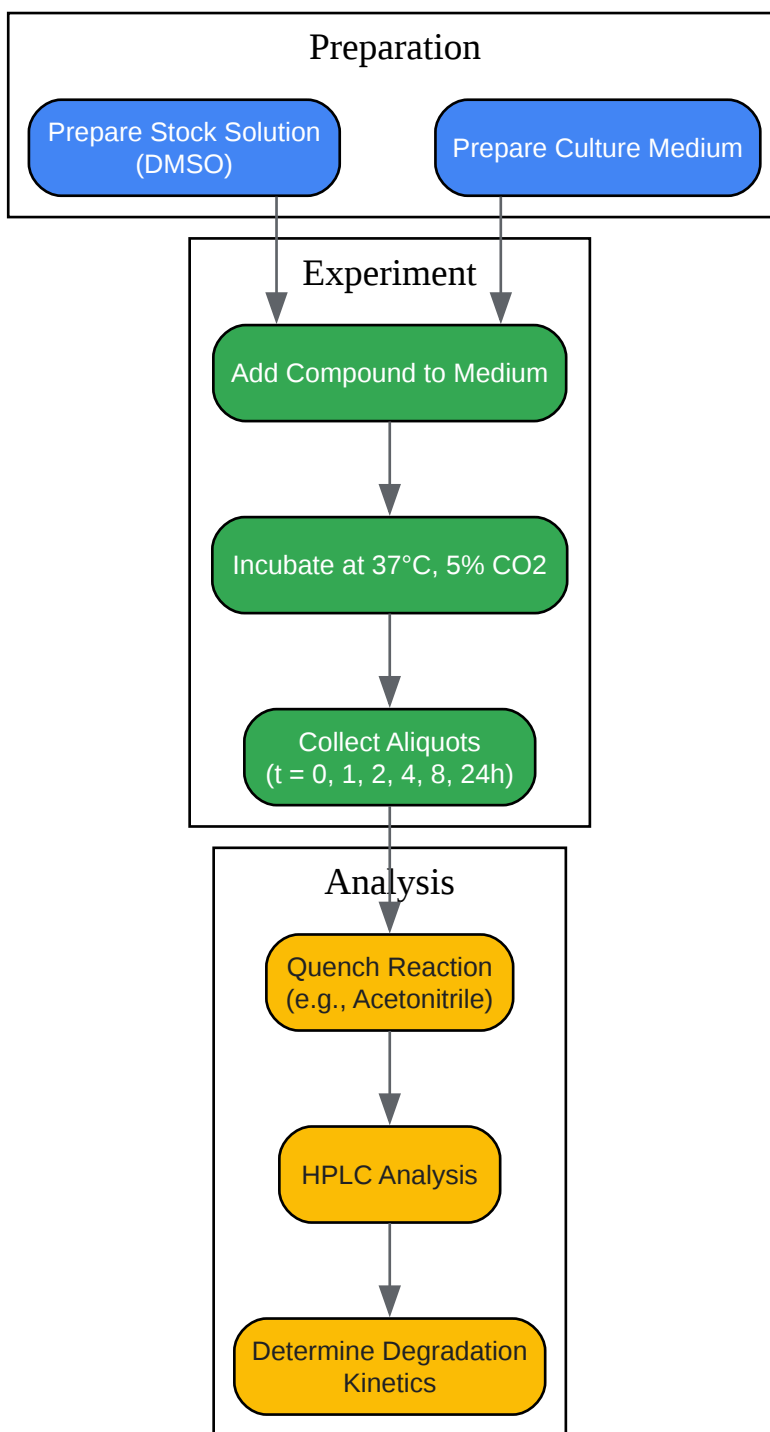 Preparation
Prepare Stock Solution
(DMSO)
Prepare Culture Medium
Experiment
Add Compound to Medium
Incubate at 37°C, 5% CO2
Collect Aliquots
(t = 0, 1, 2, 4, 8, 24h)
Analysis
Quench Reaction
(e.g., Acetonitrile)
HPLC Analysis
Determine Degradation
Kinetics